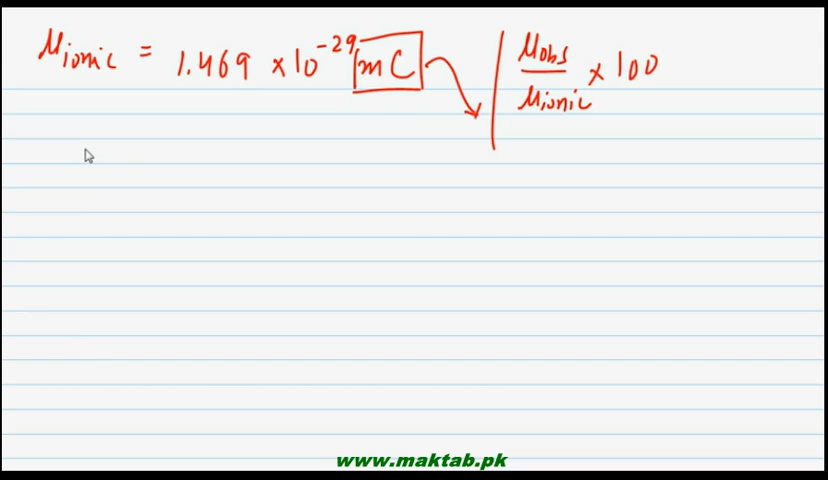 μionic = 1.469 × 10⁻²⁹ mC
μobs / μionic × 100
www.maktab.pk